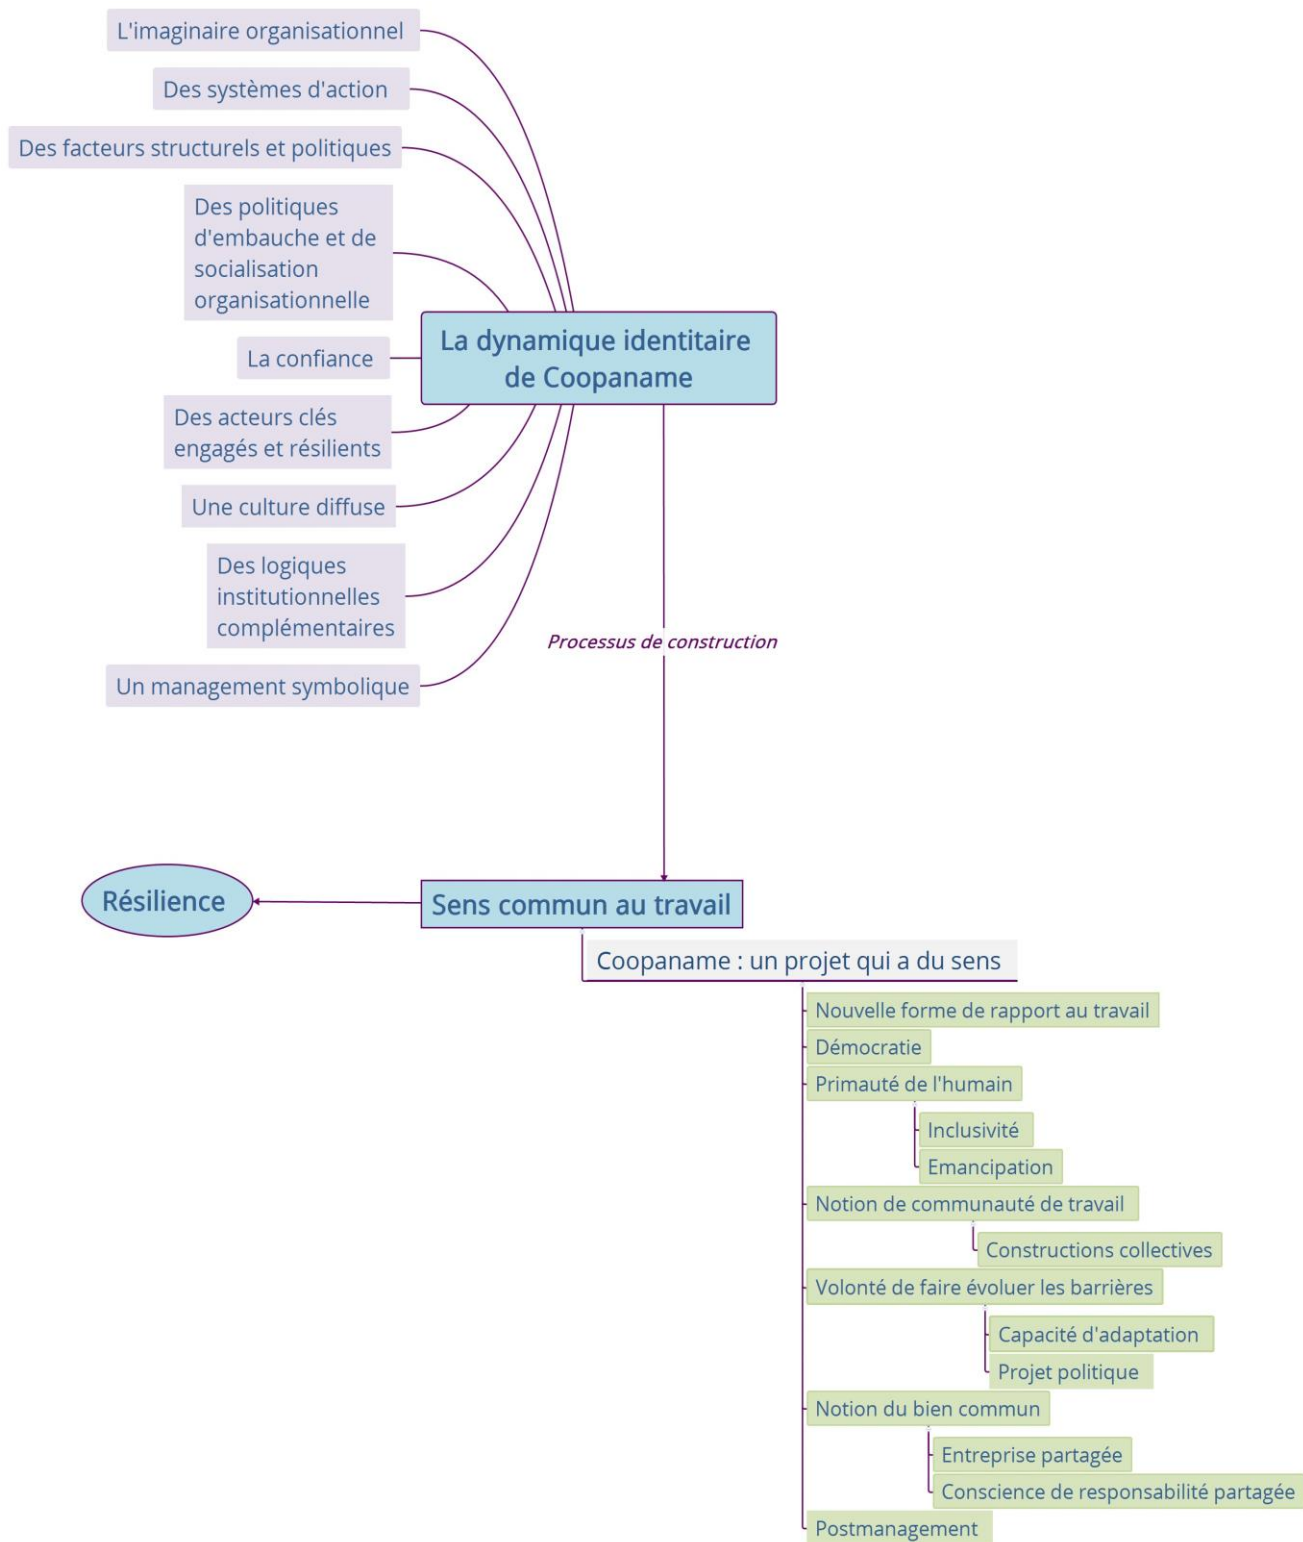 L'imaginaire organisationnel
Des systèmes d'action
Des facteurs structurels et politiques
Des politiques
d'embauche et de
socialisation
organisationnelle
La confiance
Des acteurs clés
engagés et résilients
Une culture diffuse
Des logiques
institutionnelles
complémentaires
Un management symbolique
La dynamique identitaire
de Coopaname
Processus de construction
Résilience
Sens commun au travail
Coopaname : un projet qui a du sens
Nouvelle forme de rapport au travail
Démocratie
Primauté de l'humain
Inclusivité
Emancipation
Notion de communauté de travail
Constructions collectives
Volonté de faire évoluer les barrières
Capacité d'adaptation
Projet politique
Notion du bien commun
Entreprise partagée
Conscience de responsabilité partagée
Postmanagement